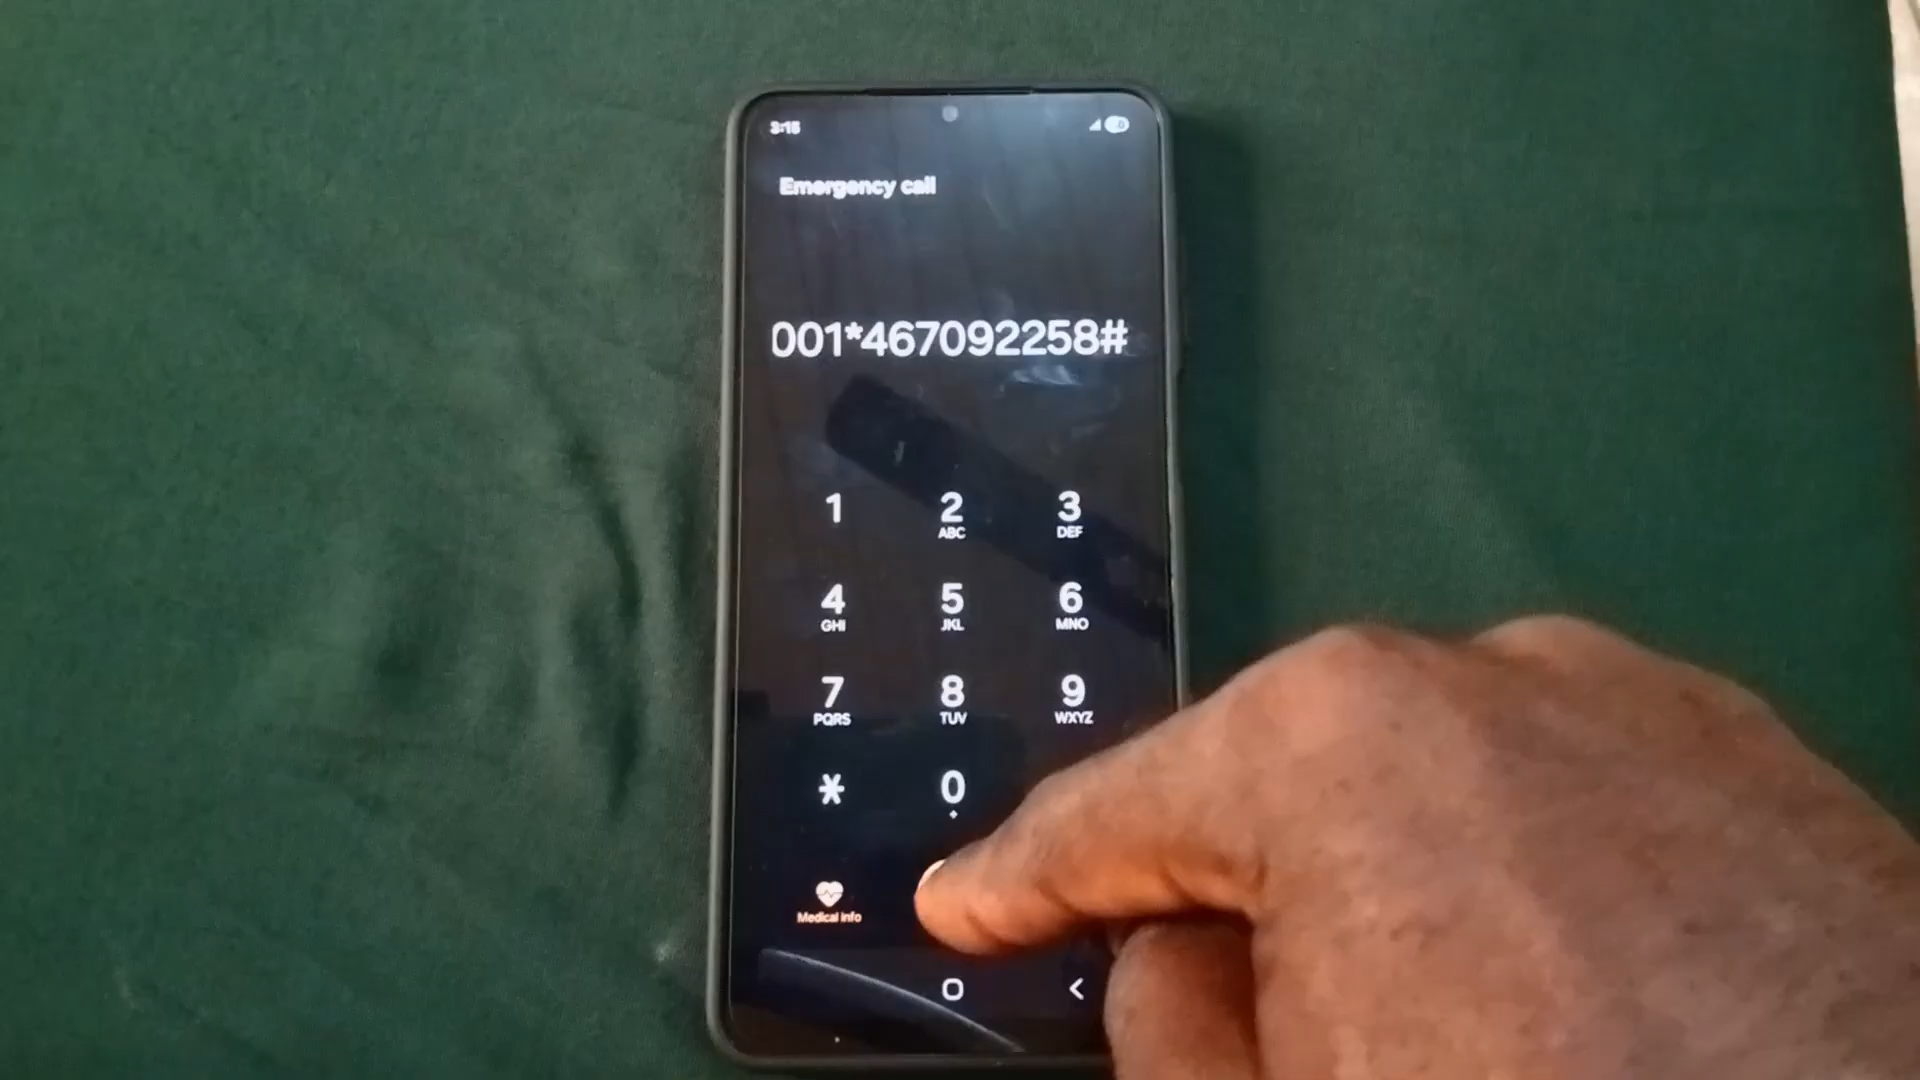 3:15
Emergency call
001*467092258#
1 2 3
ABC DEF
4 5 6
GHI JKL MNO
7 8 9
PQRS TUV WXYZ
* 0
+
Medical info